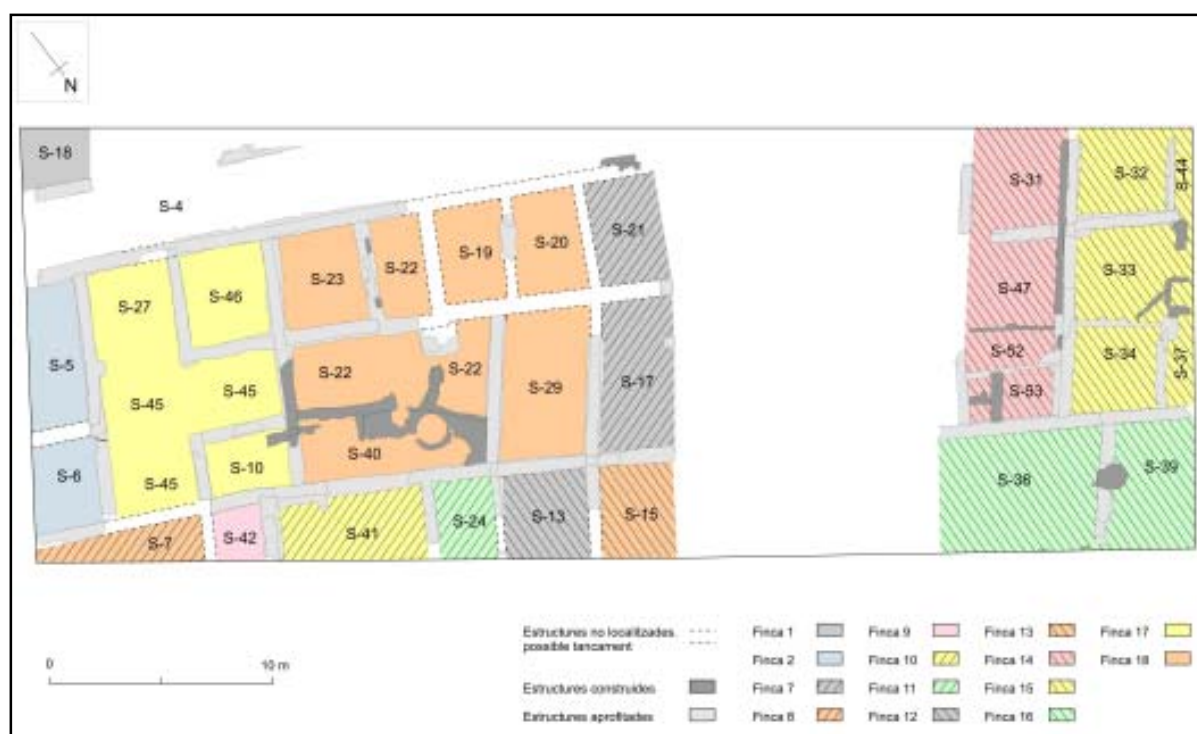 N
S-18
S-4
S-31
S-32
S-44
S-21
S-19
S-20
S-22
S-23
S-46
S-27
S-47
S-33
S-5
S-22
S-22
S-45
S-45
S-29
S-17
S-52
S-53
S-34
S-37
S-6
S-45
S-10
S-40
S-38
S-39
S-7
S-42
S-41
S-24
S-13
S-15
0 10 m
Estructures no localitzades
possible tancament
Estructures construïdes
Estructures aprofitades
Finca 1
Finca 2
Finca 7
Finca 8
Finca 9
Finca 10
Finca 11
Finca 12
Finca 13
Finca 14
Finca 15
Finca 16
Finca 17
Finca 18